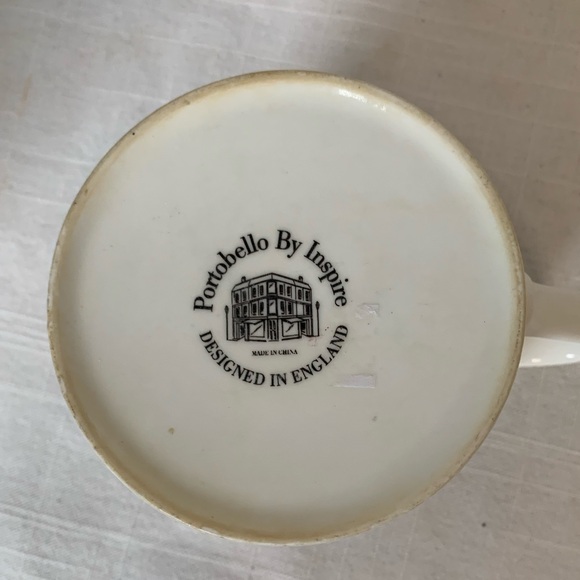 Portobello By Inspire
MADE IN CHINA
DESIGNED IN ENGLAND